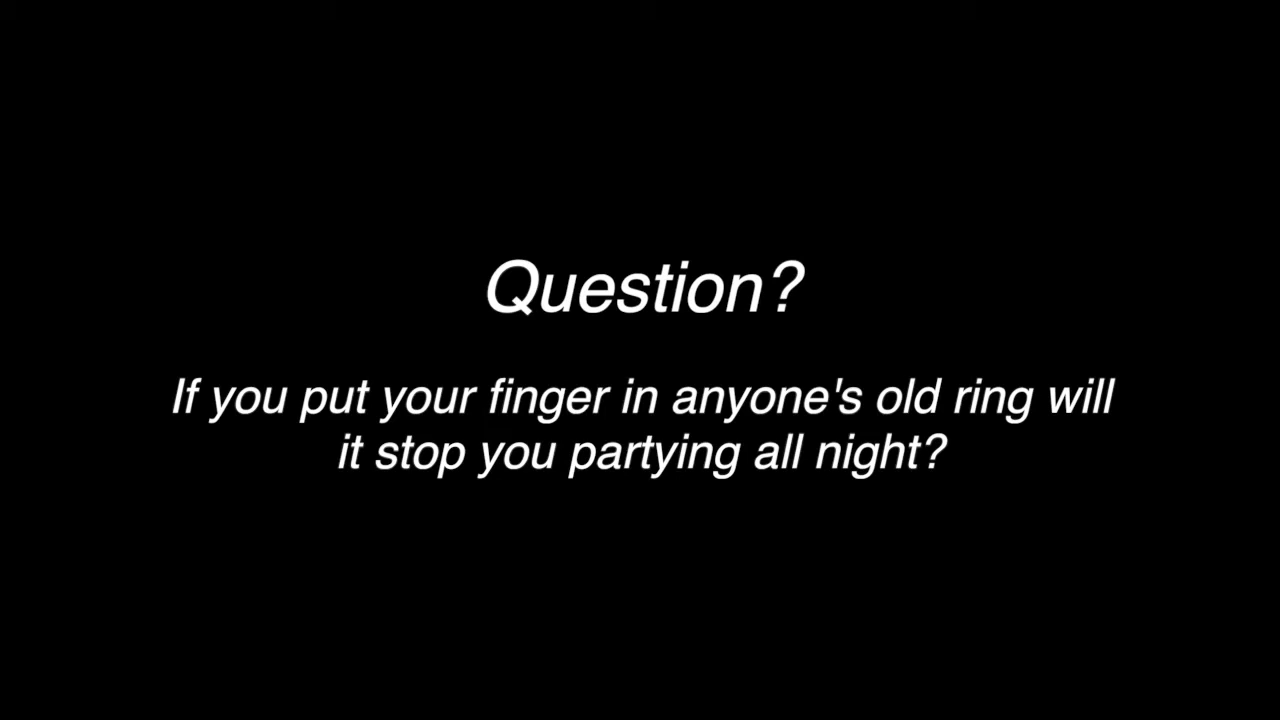 Question?
If you put your finger in anyone's old ring will
it stop you partying all night?